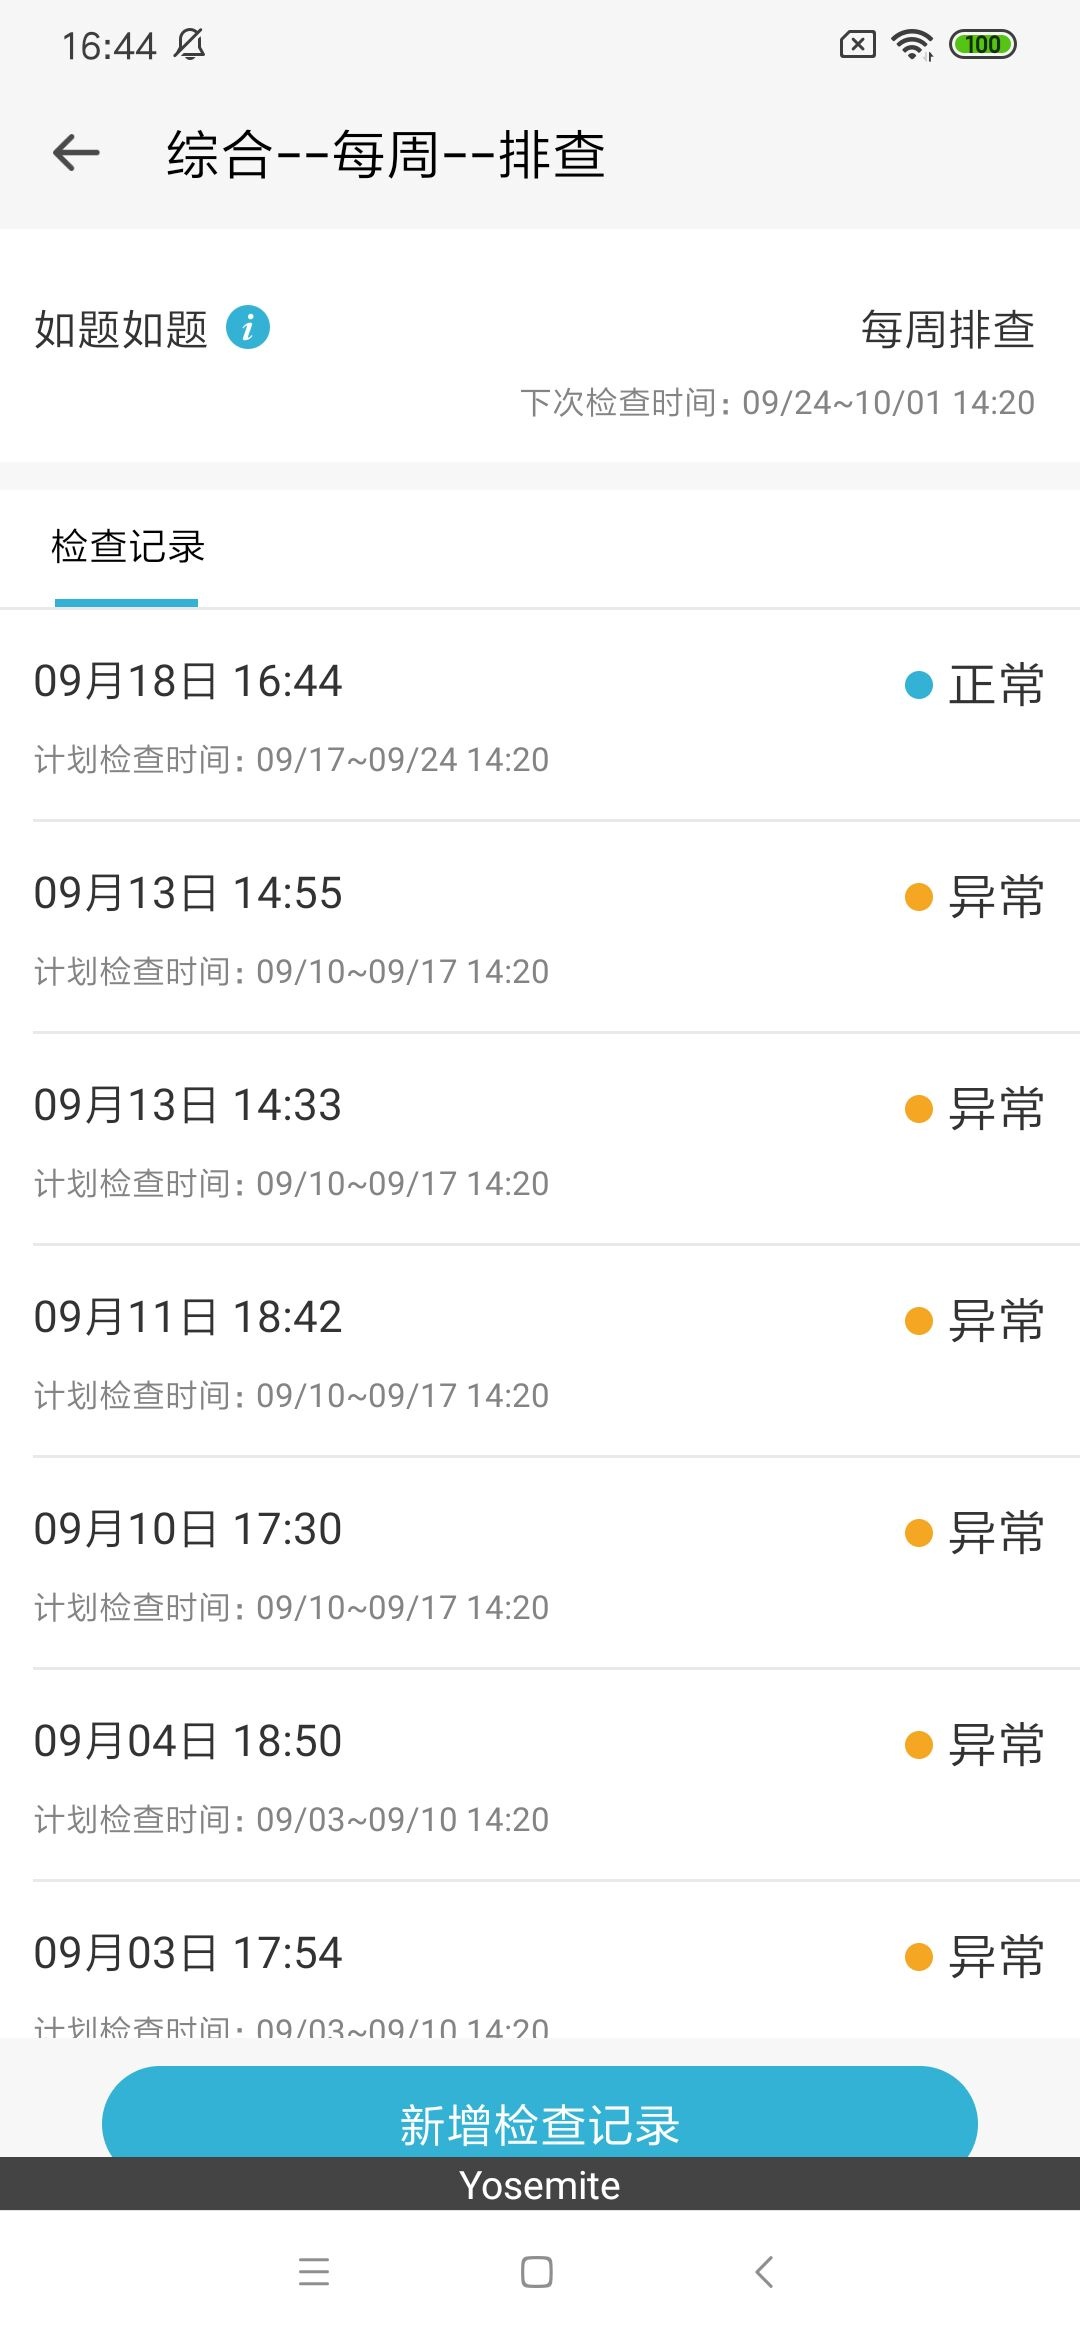 16:44
100
综合--每周--排查
如题如题 i
每周排查
下次检查时间: 09/24~10/01 14:20
检查记录
09月18日 16:44
正常
计划检查时间: 09/17~09/24 14:20
09月13日 14:55
异常
计划检查时间: 09/10~09/17 14:20
09月13日 14:33
异常
计划检查时间: 09/10~09/17 14:20
09月11日 18:42
异常
计划检查时间: 09/10~09/17 14:20
09月10日 17:30
异常
计划检查时间: 09/10~09/17 14:20
09月04日 18:50
异常
计划检查时间: 09/03~09/10 14:20
09月03日 17:54
异常
计划检查时间: 09/03~09/10 14:20
新增检查记录
Yosemite